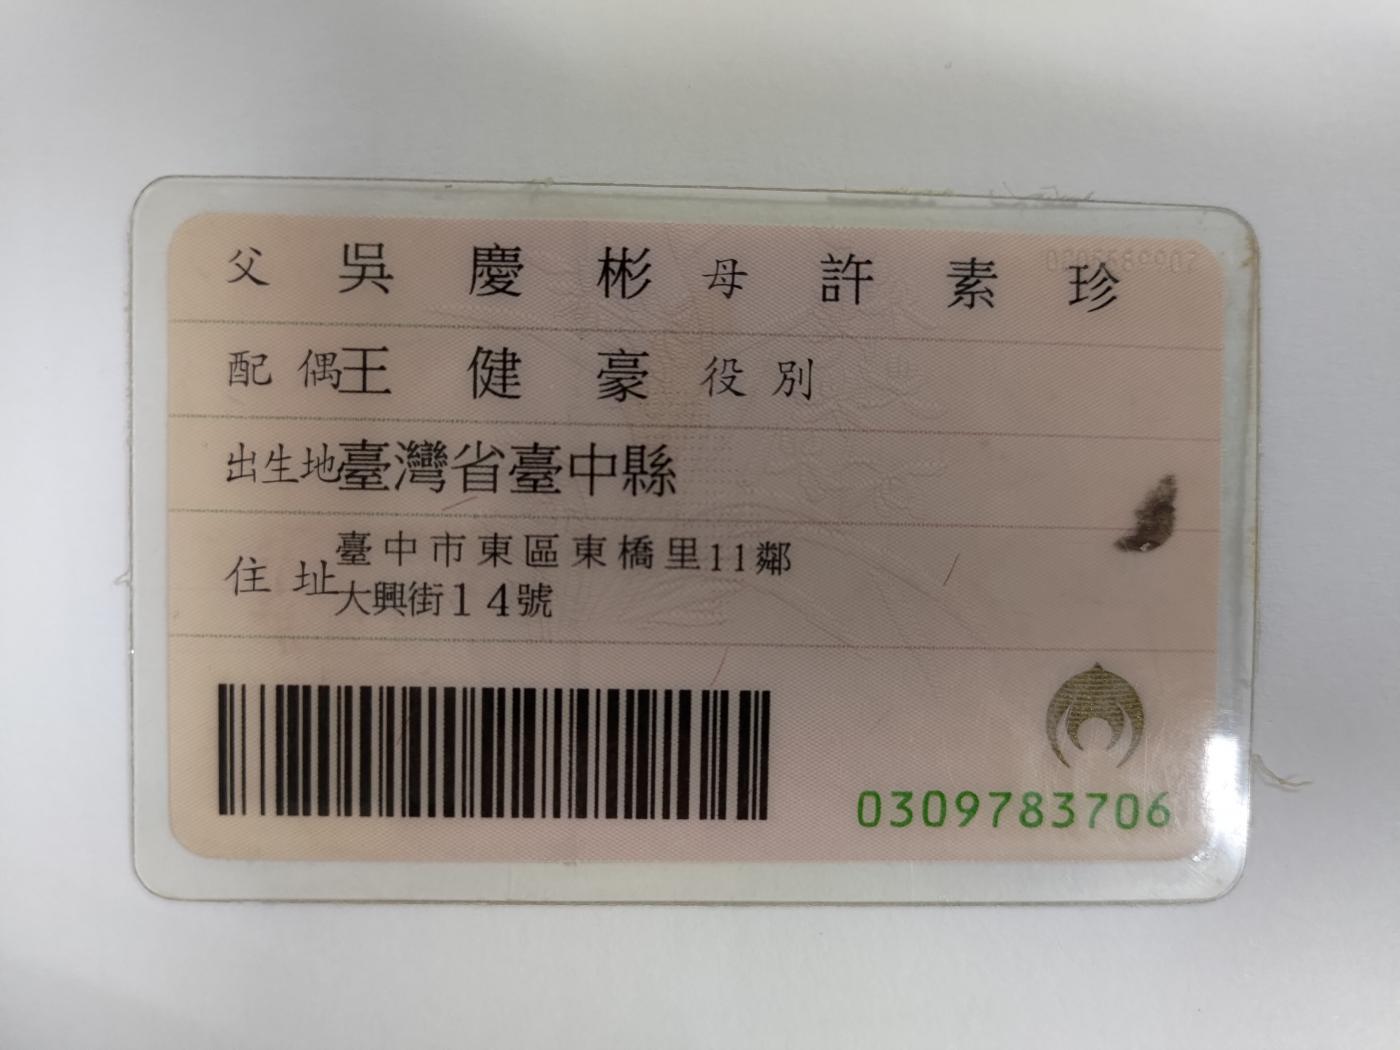 父 吳慶彬 母 許素珍
配偶 王健豪 役別
出生地 臺灣省臺中縣
住址 臺中市東區東橋里11鄰
大興街14號
0309783706